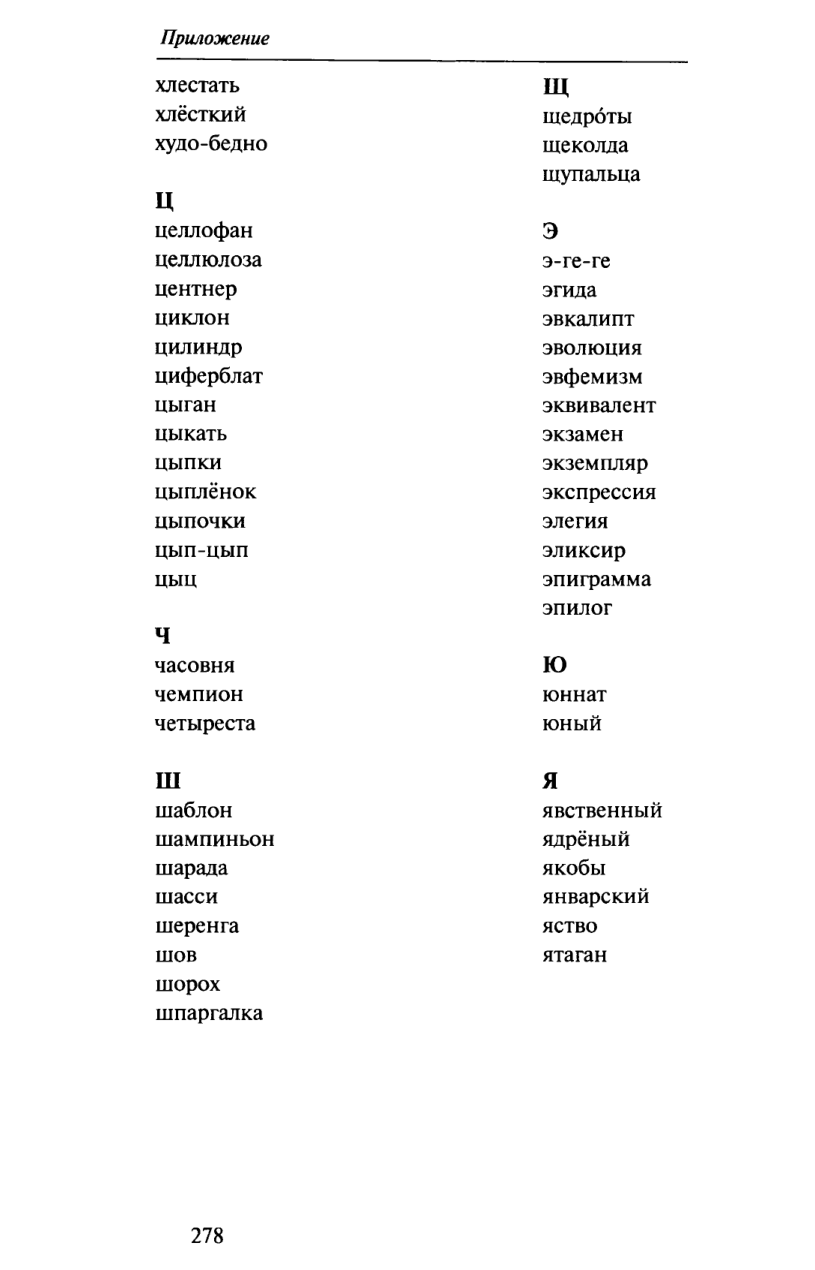 Приложение
хлестать
хлёсткий
худо-бедно
Ц
целлофан
целлюлоза
центнер
циклон
цилиндр
циферблат
цыган
цыкать
цыпки
цыплёнок
цыпочки
цып-цып
цыц
Ч
часовня
чемпион
четыреста
Ш
шаблон
шампиньон
шарада
шасси
шеренга
шов
шорох
шпаргалка
Щ
щедро́ты
щеколда
щупальца
Э
э-ге-ге
эгида
эвкалипт
эволюция
эвфемизм
эквивалент
экзамен
экземпляр
экспрессия
элегия
эликсир
эпиграмма
эпилог
Ю
юннат
юный
Я
явственный
ядрёный
якобы
январский
яство
ятаган
278